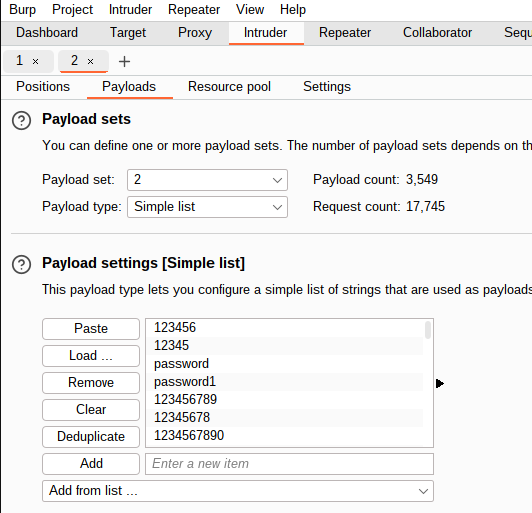 Burp Project Intruder Repeater View Help
Dashboard Target Proxy Intruder Repeater Collaborator Sequ
1 × 2 × +
Positions Payloads Resource pool Settings
? Payload sets
You can define one or more payload sets. The number of payload sets depends on th
Payload set: 2 Payload count: 3,549
Payload type: Simple list Request count: 17,745
? Payload settings [Simple list]
This payload type lets you configure a simple list of strings that are used as payloads
Paste 123456
12345
Load ... password
Remove password1
123456789
Clear 12345678
Deduplicate 1234567890
Add Enter a new item
Add from list ...